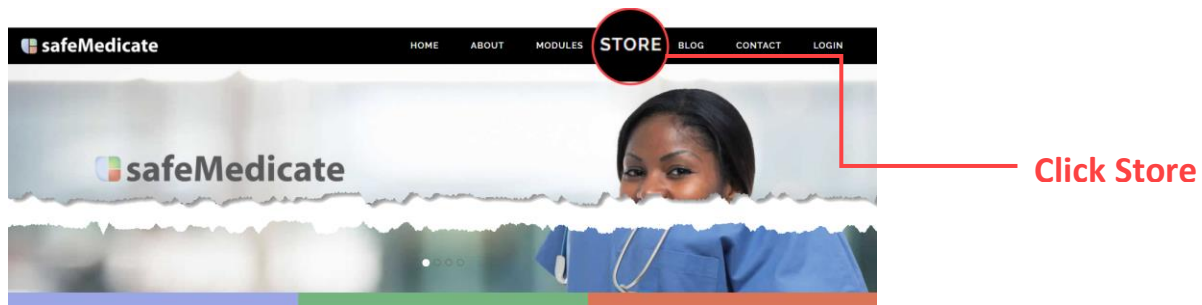 safeMedicate
HOME ABOUT MODULES STORE BLOG CONTACT LOGIN
safeMedicate
Click Store